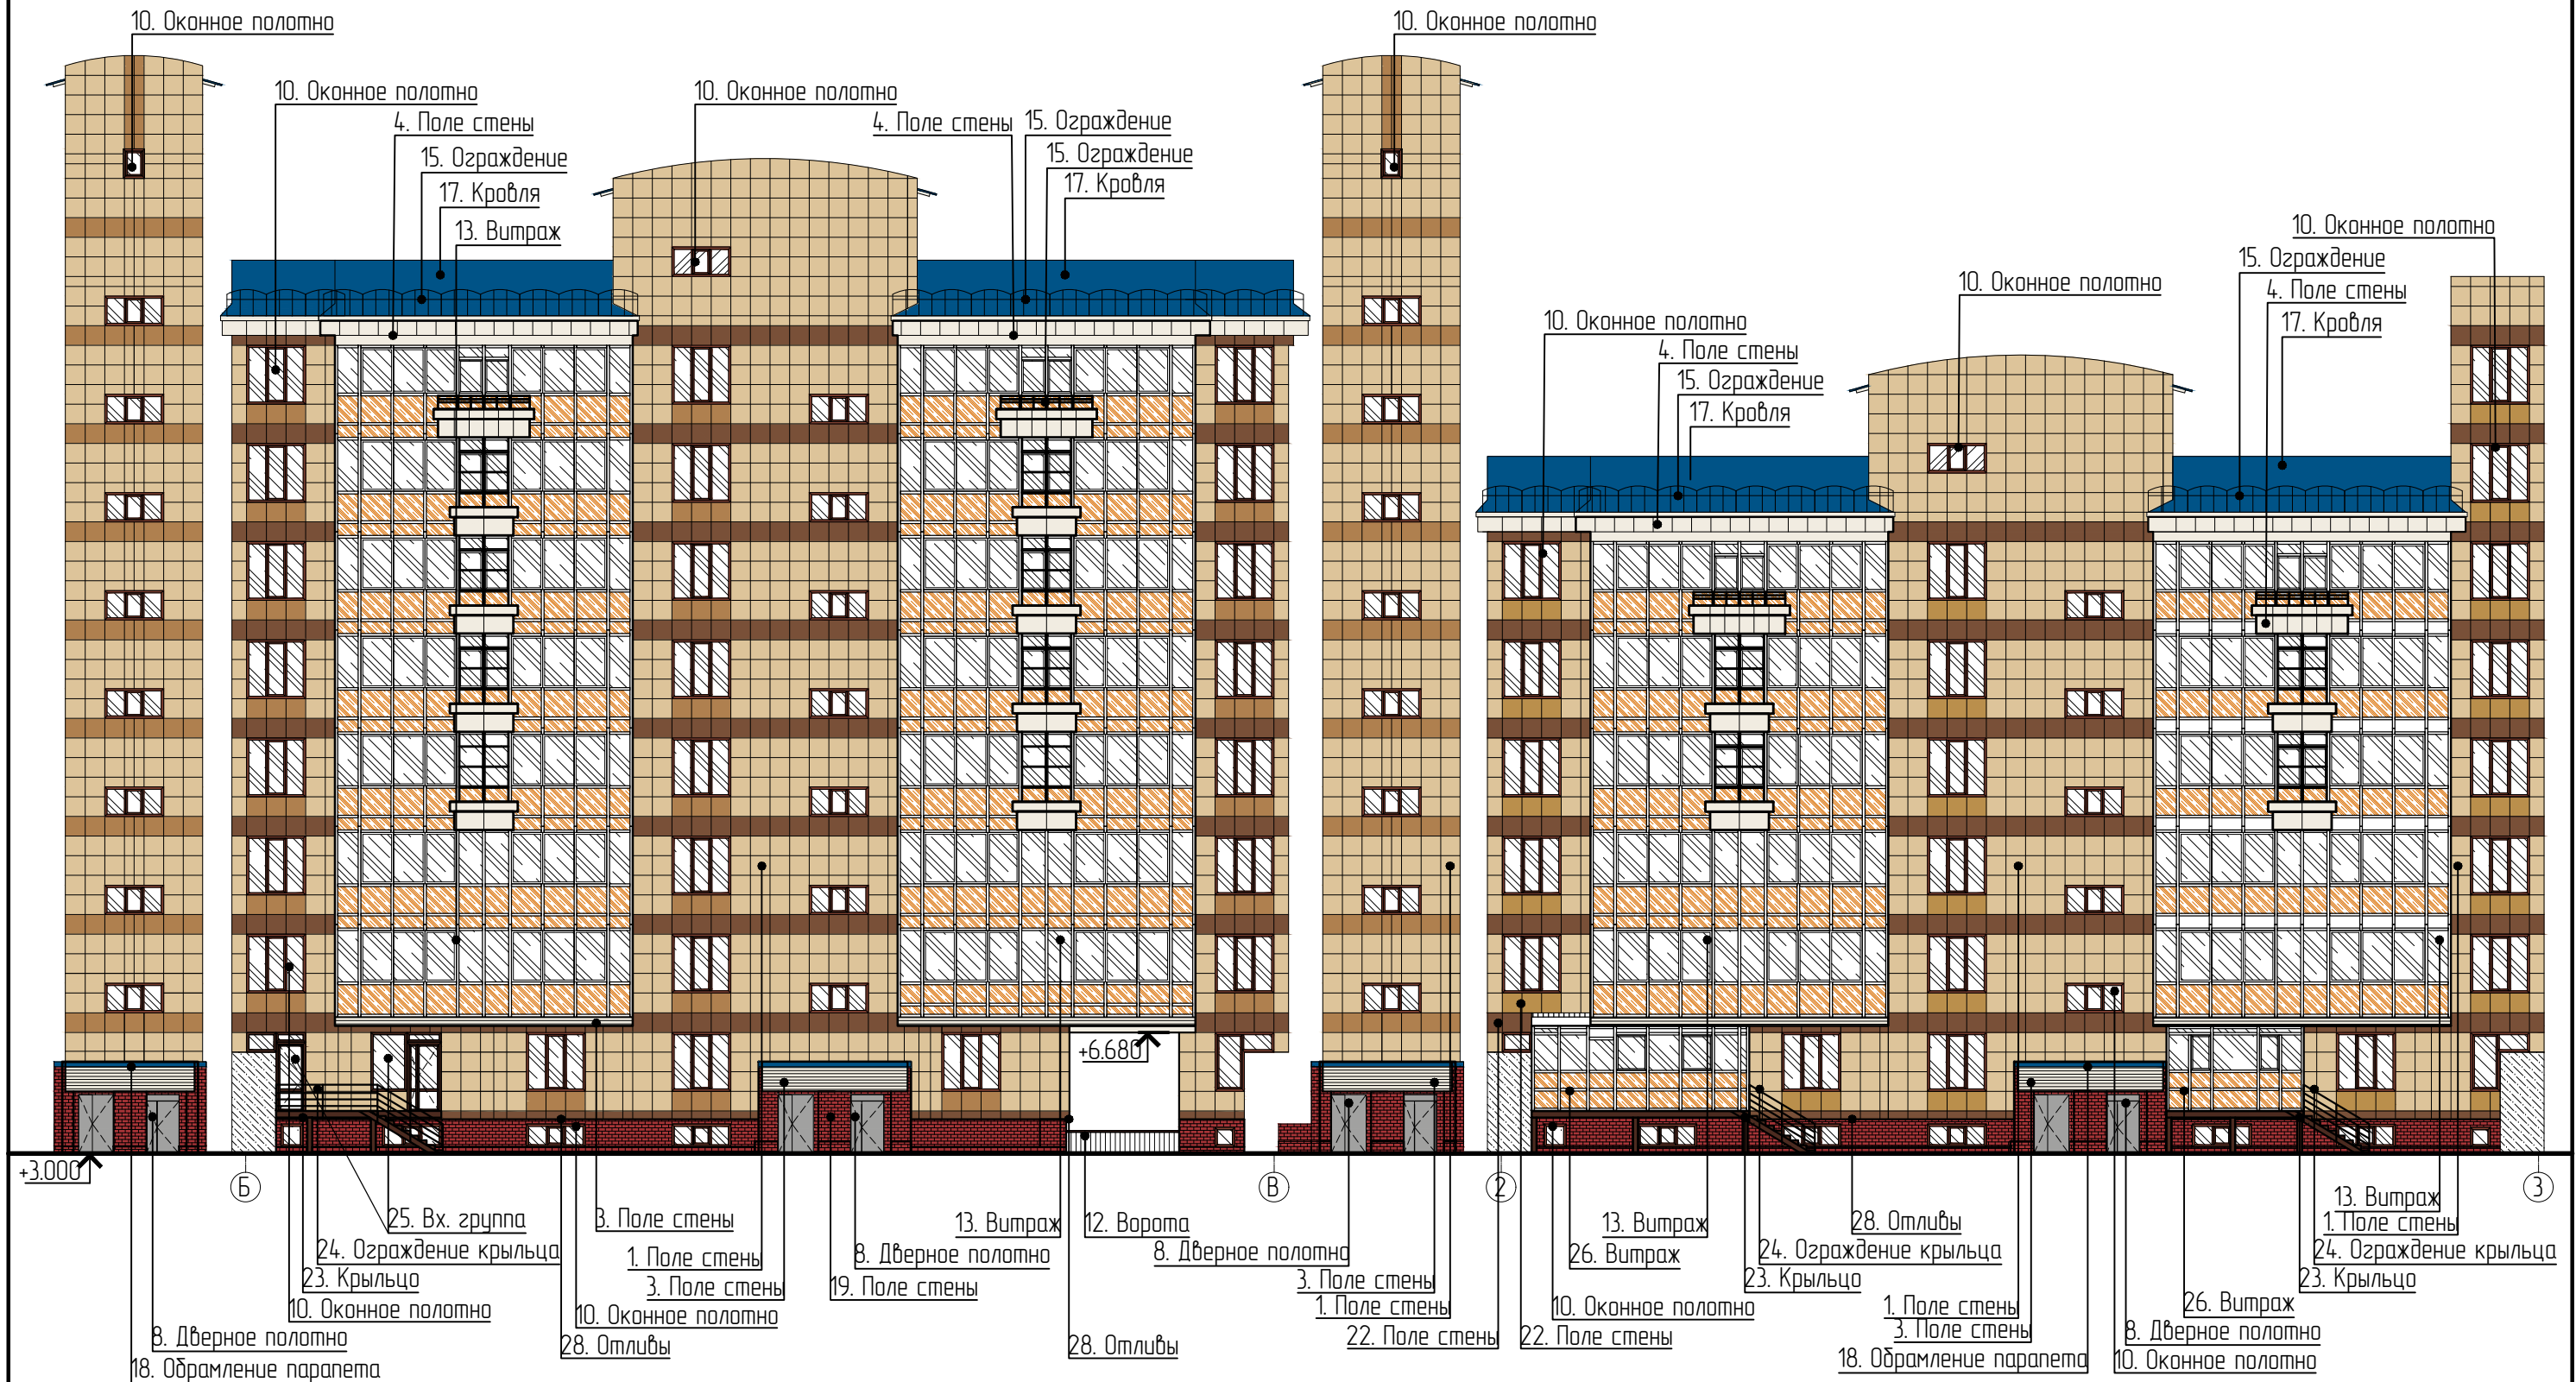 10. Оконное полотно
10. Оконное полотно
10. Оконное полотно
10. Оконное полотно
4. Поле стены
4. Поле стены
15. Ограждение
15. Ограждение
15. Ограждение
17. Кровля
17. Кровля
13. Витраж
10. Оконное полотно
15. Ограждение
10. Оконное полотно
4. Поле стены
10. Оконное полотно
17. Кровля
4. Поле стены
15. Ограждение
17. Кровля
+6.680
+3.000
Б
В
2
3
25. Вх. группа
3. Поле стены
13. Витраж
12. Ворота
13. Витраж
28. Отливы
13. Витраж
1. Поле стены
24. Ограждение крыльца
1. Поле стены
8. Дверное полотно
8. Дверное полотно
26. Витраж
24. Ограждение крыльца
24. Ограждение крыльца
23. Крыльцо
3. Поле стены
19. Поле стены
3. Поле стены
23. Крыльцо
23. Крыльцо
10. Оконное полотно
10. Оконное полотно
1. Поле стены
10. Оконное полотно
1. Поле стены
26. Витраж
8. Дверное полотно
28. Отливы
28. Отливы
22. Поле стены
22. Поле стены
3. Поле стены
8. Дверное полотно
18. Обрамление парапета
18. Обрамление парапета
10. Оконное полотно